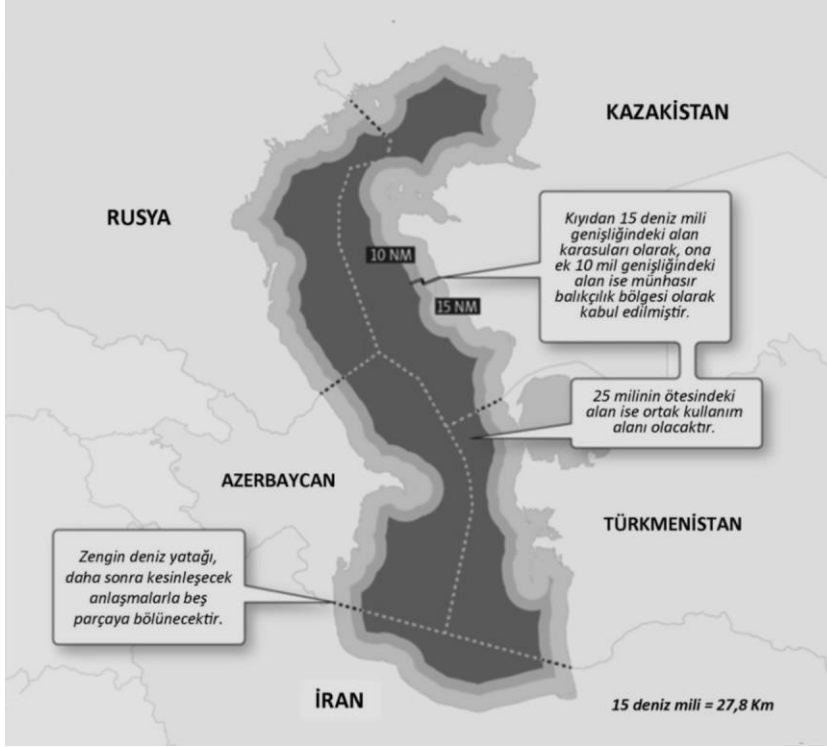 KAZAKİSTAN
RUSYA
Kıyıdan 15 deniz mili
genişliğindeki alan
karasuları olarak, ona
ek 10 mil genişliğindeki
alan ise münhasır
balıkçılık bölgesi olarak
kabul edilmiştir.
10 NM
15 NM
25 milinin ötesindeki
alan ise ortak kullanım
alanı olacaktır.
AZERBAYCAN
TÜRKMENİSTAN
Zengin deniz yatağı,
daha sonra kesinleşecek
anlaşmalarla beş
parçaya bölünecektir.
İRAN
15 deniz mili = 27,8 Km